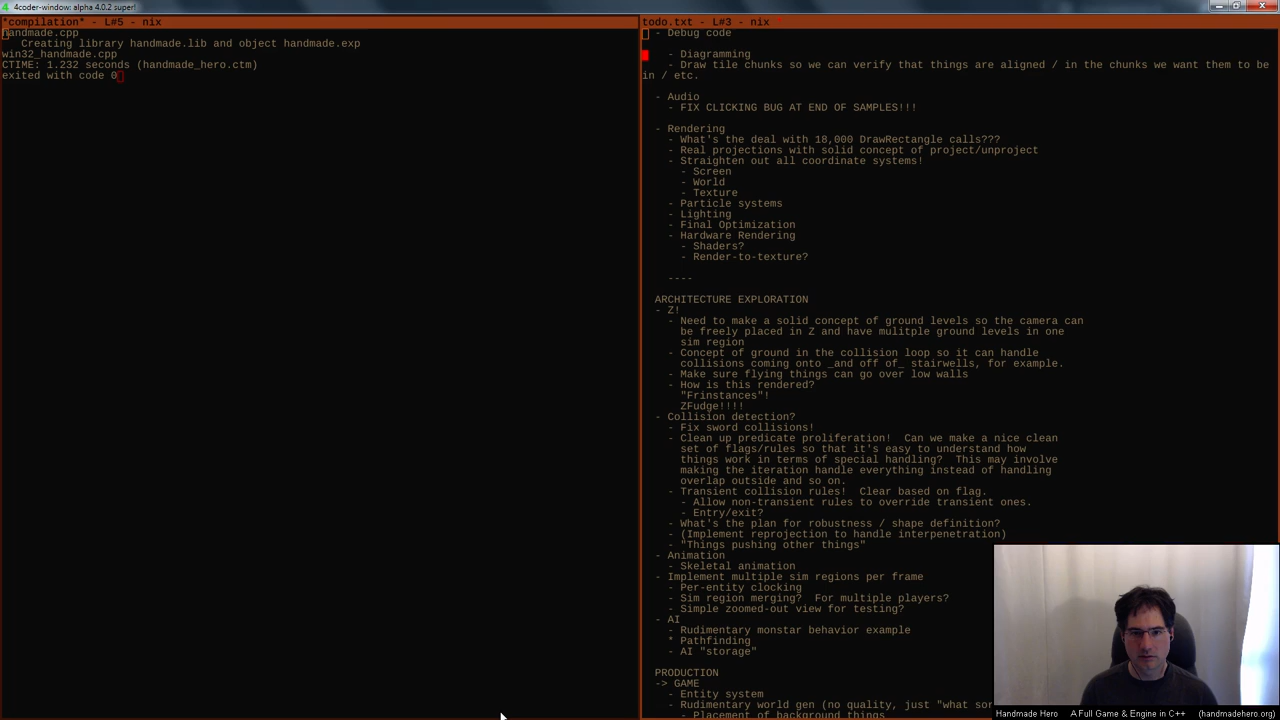 4coder-window: alpha 4.0.2 super!
*compilation* - L#5 - nix
handmade.cpp
Creating library handmade.lib and object handmade.exp
win32_handmade.cpp
CTIME: 1.232 seconds (handmade_hero.ctm)
exited with code 0
todo.txt - L#3 - nix
- Debug code
- Diagramming
- Draw tile chunks so we can verify that things are aligned / in the chunks we want them to be
in / etc.
- Audio
- FIX CLICKING BUG AT END OF SAMPLES!!!
- Rendering
- What's the deal with 18,000 DrawRectangle calls???
- Real projections with solid concept of project/unproject
- Straighten out all coordinate systems!
- Screen
- World
- Texture
- Particle systems
- Lighting
- Final Optimization
- Hardware Rendering
- Shaders?
- Render-to-texture?
----
ARCHITECTURE EXPLORATION
- Z!
- Need to make a solid concept of ground levels so the camera can
be freely placed in Z and have mulitple ground levels in one
sim region
- Concept of ground in the collision loop so it can handle
collisions coming onto _and off of_ stairwells, for example.
- Make sure flying things can go over low walls
- How is this rendered?
"Frinstances"!
ZFudge!!!!
- Collision detection?
- Fix sword collisions!
- Clean up predicate proliferation!  Can we make a nice clean
set of flags/rules so that it's easy to understand how
things work in terms of special handling?  This may involve
making the iteration handle everything instead of handling
overlap outside and so on.
- Transient collision rules!  Clear based on flag.
- Allow non-transient rules to override transient ones.
- Entry/exit?
- What's the plan for robustness / shape definition?
- (Implement reprojection to handle interpenetration)
- "Things pushing other things"
- Animation
- Skeletal animation
- Implement multiple sim regions per frame
- Per-entity clocking
- Sim region merging?  For multiple players?
- Simple zoomed-out view for testing?
- AI
- Rudimentary monstar behavior example
* Pathfinding
- AI "storage"
PRODUCTION
-> GAME
- Entity system
- Rudimentary world gen (no quality, just "what
- Placement of background things
Handmade Hero A Full Game & Engine in C++ (handmadehero.org)